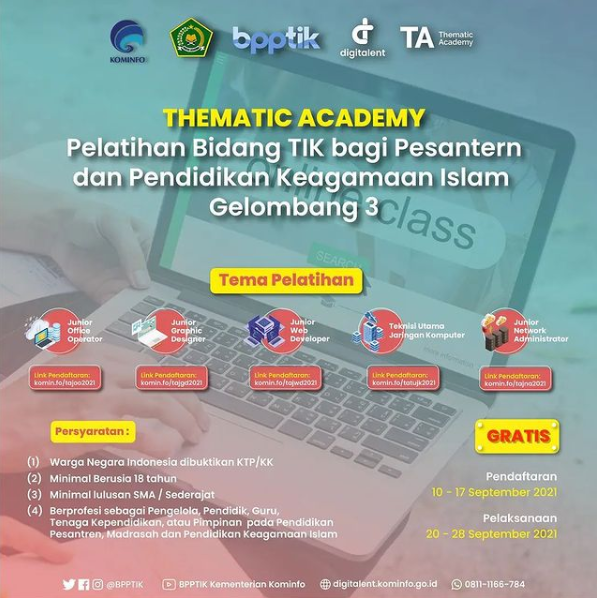 KOMINFO
bpptik
digitalent
TA Thematic
Academy
THEMATIC ACADEMY
Pelatihan Bidang TIK bagi Pesantern
dan Pendidikan Keagamaan Islam
Gelombang 3
online class
SEARCH
Tema Pelatihan
Junior
Office
Operator
Link Pendaftaran:
komin.fo/tajoo2021
Junior
Graphic
Designer
Link Pendaftaran:
komin.fo/tajgd2021
Junior
Web
Developer
Link Pendaftaran:
komin.fo/tajwd2021
Teknisi Utama
Jaringan Komputer
Link Pendaftaran:
komin.fo/tatujk2021
Junior
Network
Administrator
Link Pendaftaran:
komin.fo/tajna2021
Persyaratan :
(1) Warga Negara Indonesia dibuktikan KTP/KK
(2) Minimal Berusia 18 tahun
(3) Minimal lulusan SMA / Sederajat
(4) Berprofesi sebagai Pengelola, Pendidik, Guru,
Tenaga Kependidikan, atau Pimpinan pada Pendidikan
Pesantren, Madrasah dan Pendidikan Keagamaan Islam
GRATIS
Pendaftaran
10 - 17 September 2021
Pelaksanaan
20 - 28 September 2021
@BPPTIK
BPPTIK Kementerian Kominfo
digitalent.kominfo.go.id
0811-1166-784